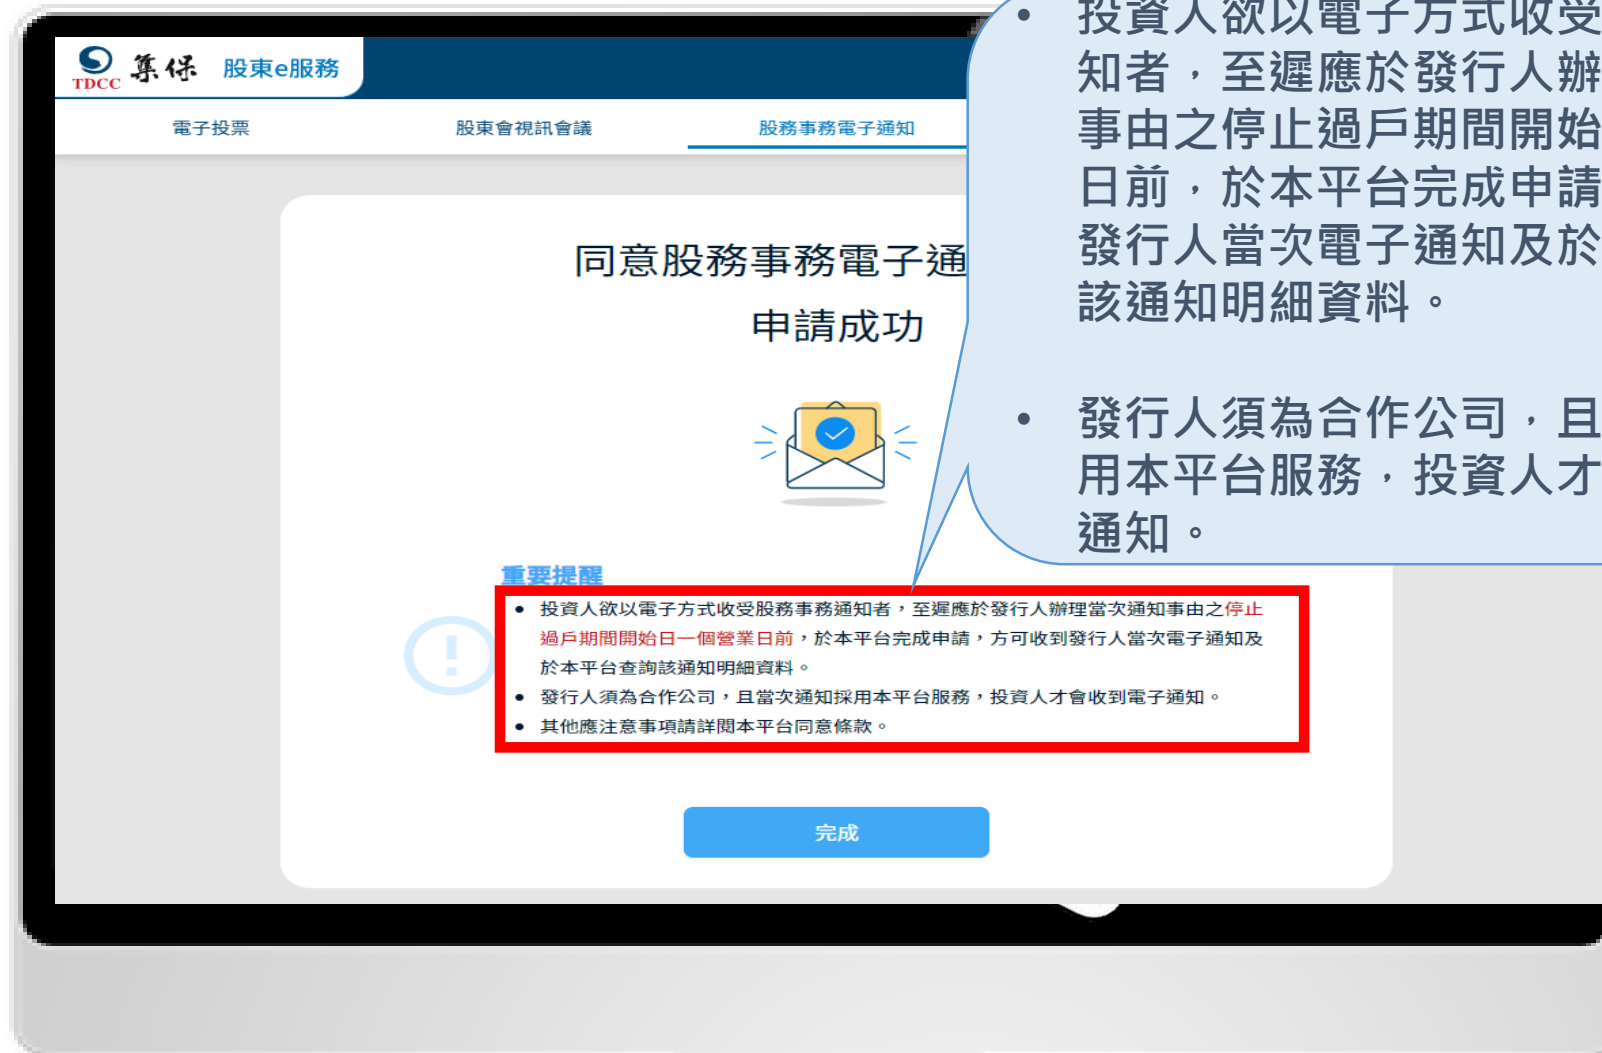 TDCC 集保 股東e服務
電子投票 股東會視訊會議 股務事務電子通知
同意股務事務電子通
申請成功
重要提醒
• 投資人欲以電子方式收受股務事務通知者，至遲應於發行人辦理當次通知事由之停止
過戶期間開始日一個營業日前，於本平台完成申請，方可收到發行人當次電子通知及
於本平台查詢該通知明細資料。
• 發行人須為合作公司，且當次通知採用本平台服務，投資人才會收到電子通知。
• 其他應注意事項請詳閱本平台同意條款。
完成
• 投資人欲以電子方式收受
知者，至遲應於發行人辦
事由之停止過戶期間開始
日前，於本平台完成申請
發行人當次電子通知及於
該通知明細資料。
• 發行人須為合作公司，且
用本平台服務，投資人才
通知。